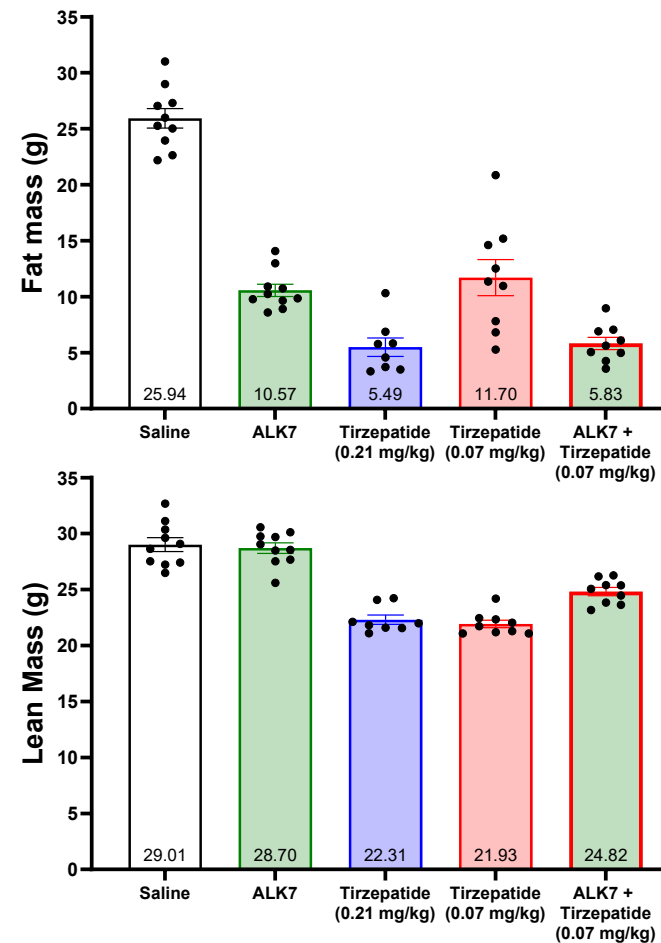 Fat mass (g)
35
30
25
20
15
10
5
0
25.94 10.57 5.49 11.70 5.83
Saline ALK7 Tirzepatide (0.21 mg/kg) Tirzepatide (0.07 mg/kg) ALK7 + Tirzepatide (0.07 mg/kg)
Lean Mass (g)
35
30
25
20
15
10
5
0
29.01 28.70 22.31 21.93 24.82
Saline ALK7 Tirzepatide (0.21 mg/kg) Tirzepatide (0.07 mg/kg) ALK7 + Tirzepatide (0.07 mg/kg)